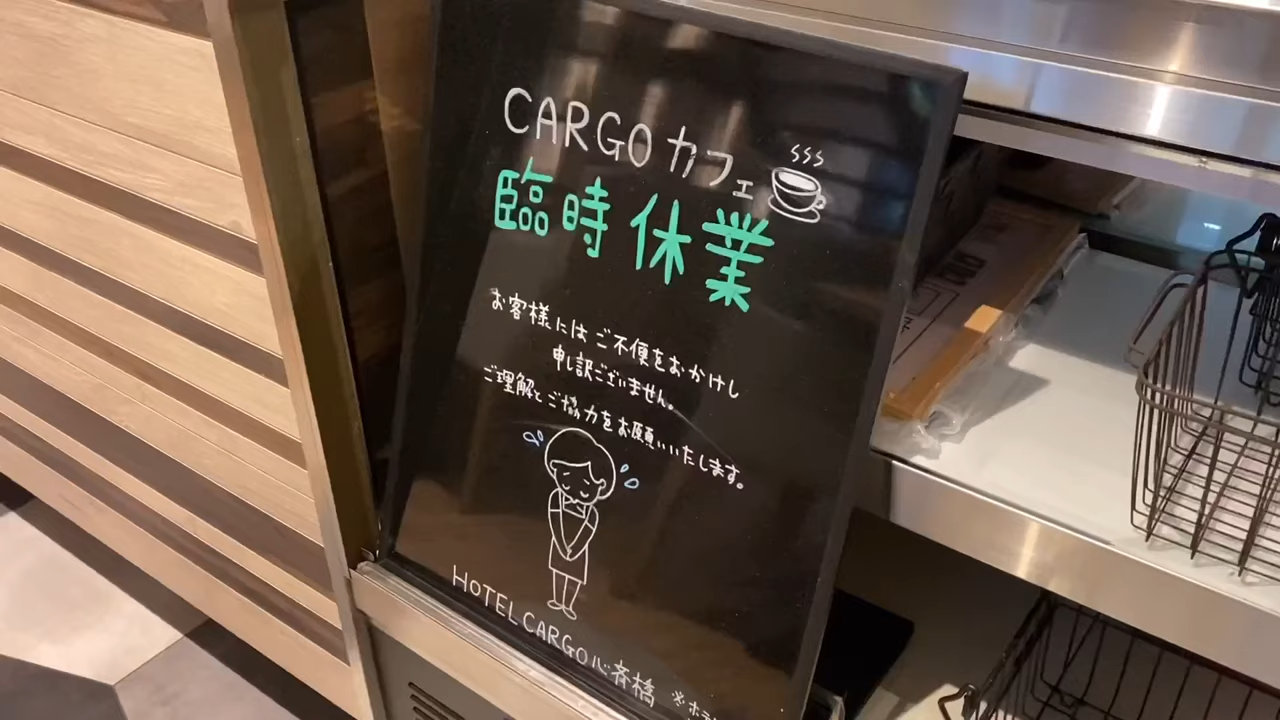 CARGO カフェ
臨時休業
お客様にはご不便をおかけし
申し訳ございません。
ご理解とご協力をお願いいたします。
HOTEL CARGO 心斉橋